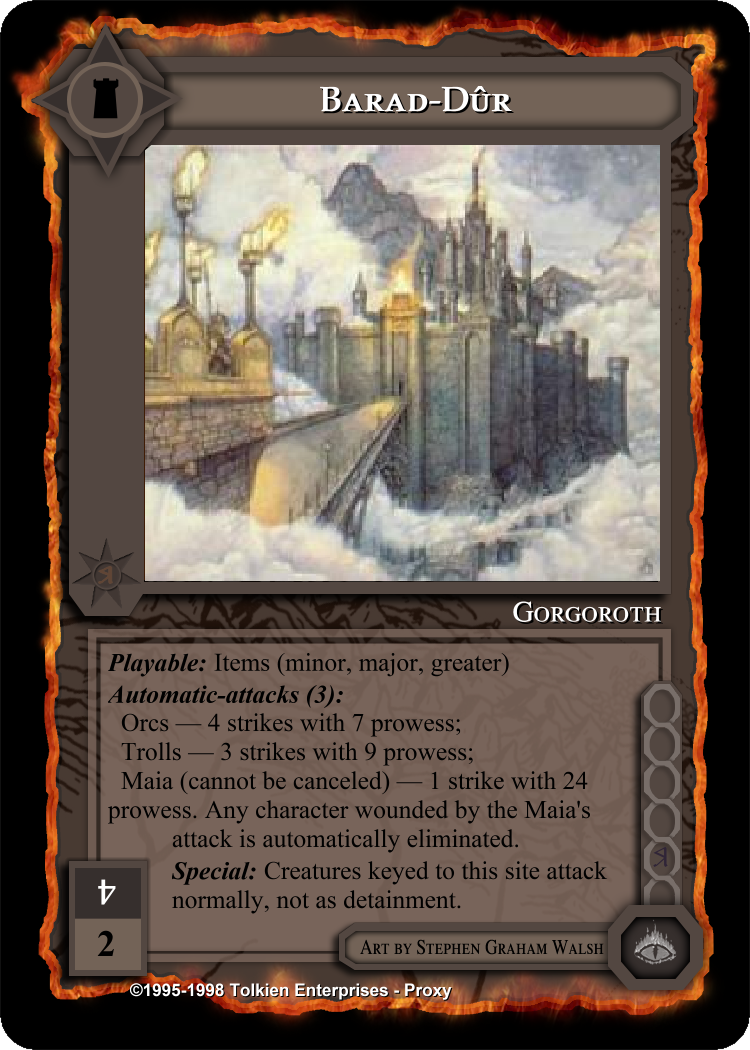 Barad-Dûr
Gorgoroth
Playable: Items (minor, major, greater)
Automatic-attacks (3):
Orcs — 4 strikes with 7 prowess;
Trolls — 3 strikes with 9 prowess;
Maia (cannot be canceled) — 1 strike with 24
prowess. Any character wounded by the Maia's
attack is automatically eliminated.
Special: Creatures keyed to this site attack
normally, not as detainment.
4
2
Art by Stephen Graham Walsh
©1995-1998 Tolkien Enterprises - Proxy